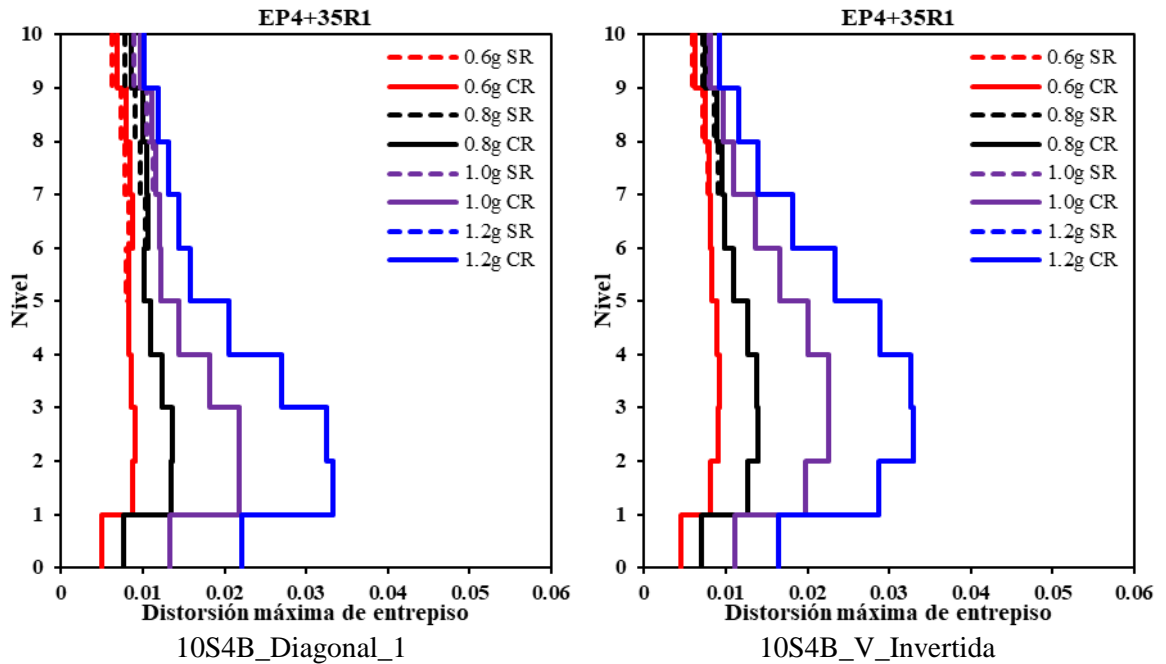 EP4+35R1
10
9
8
7
6
5
4
3
2
1
0
Nivel
0.6g SR
0.6g CR
0.8g SR
0.8g CR
1.0g SR
1.0g CR
1.2g SR
1.2g CR
0 0.01 0.02 0.03 0.04 0.05 0.06
Distorsión máxima de entrepiso
10S4B_Diagonal_1
EP4+35R1
10
9
8
7
6
5
4
3
2
1
0
Nivel
0.6g SR
0.6g CR
0.8g SR
0.8g CR
1.0g SR
1.0g CR
1.2g SR
1.2g CR
0 0.01 0.02 0.03 0.04 0.05 0.06
Distorsión máxima de entrepiso
10S4B_V_Invertida